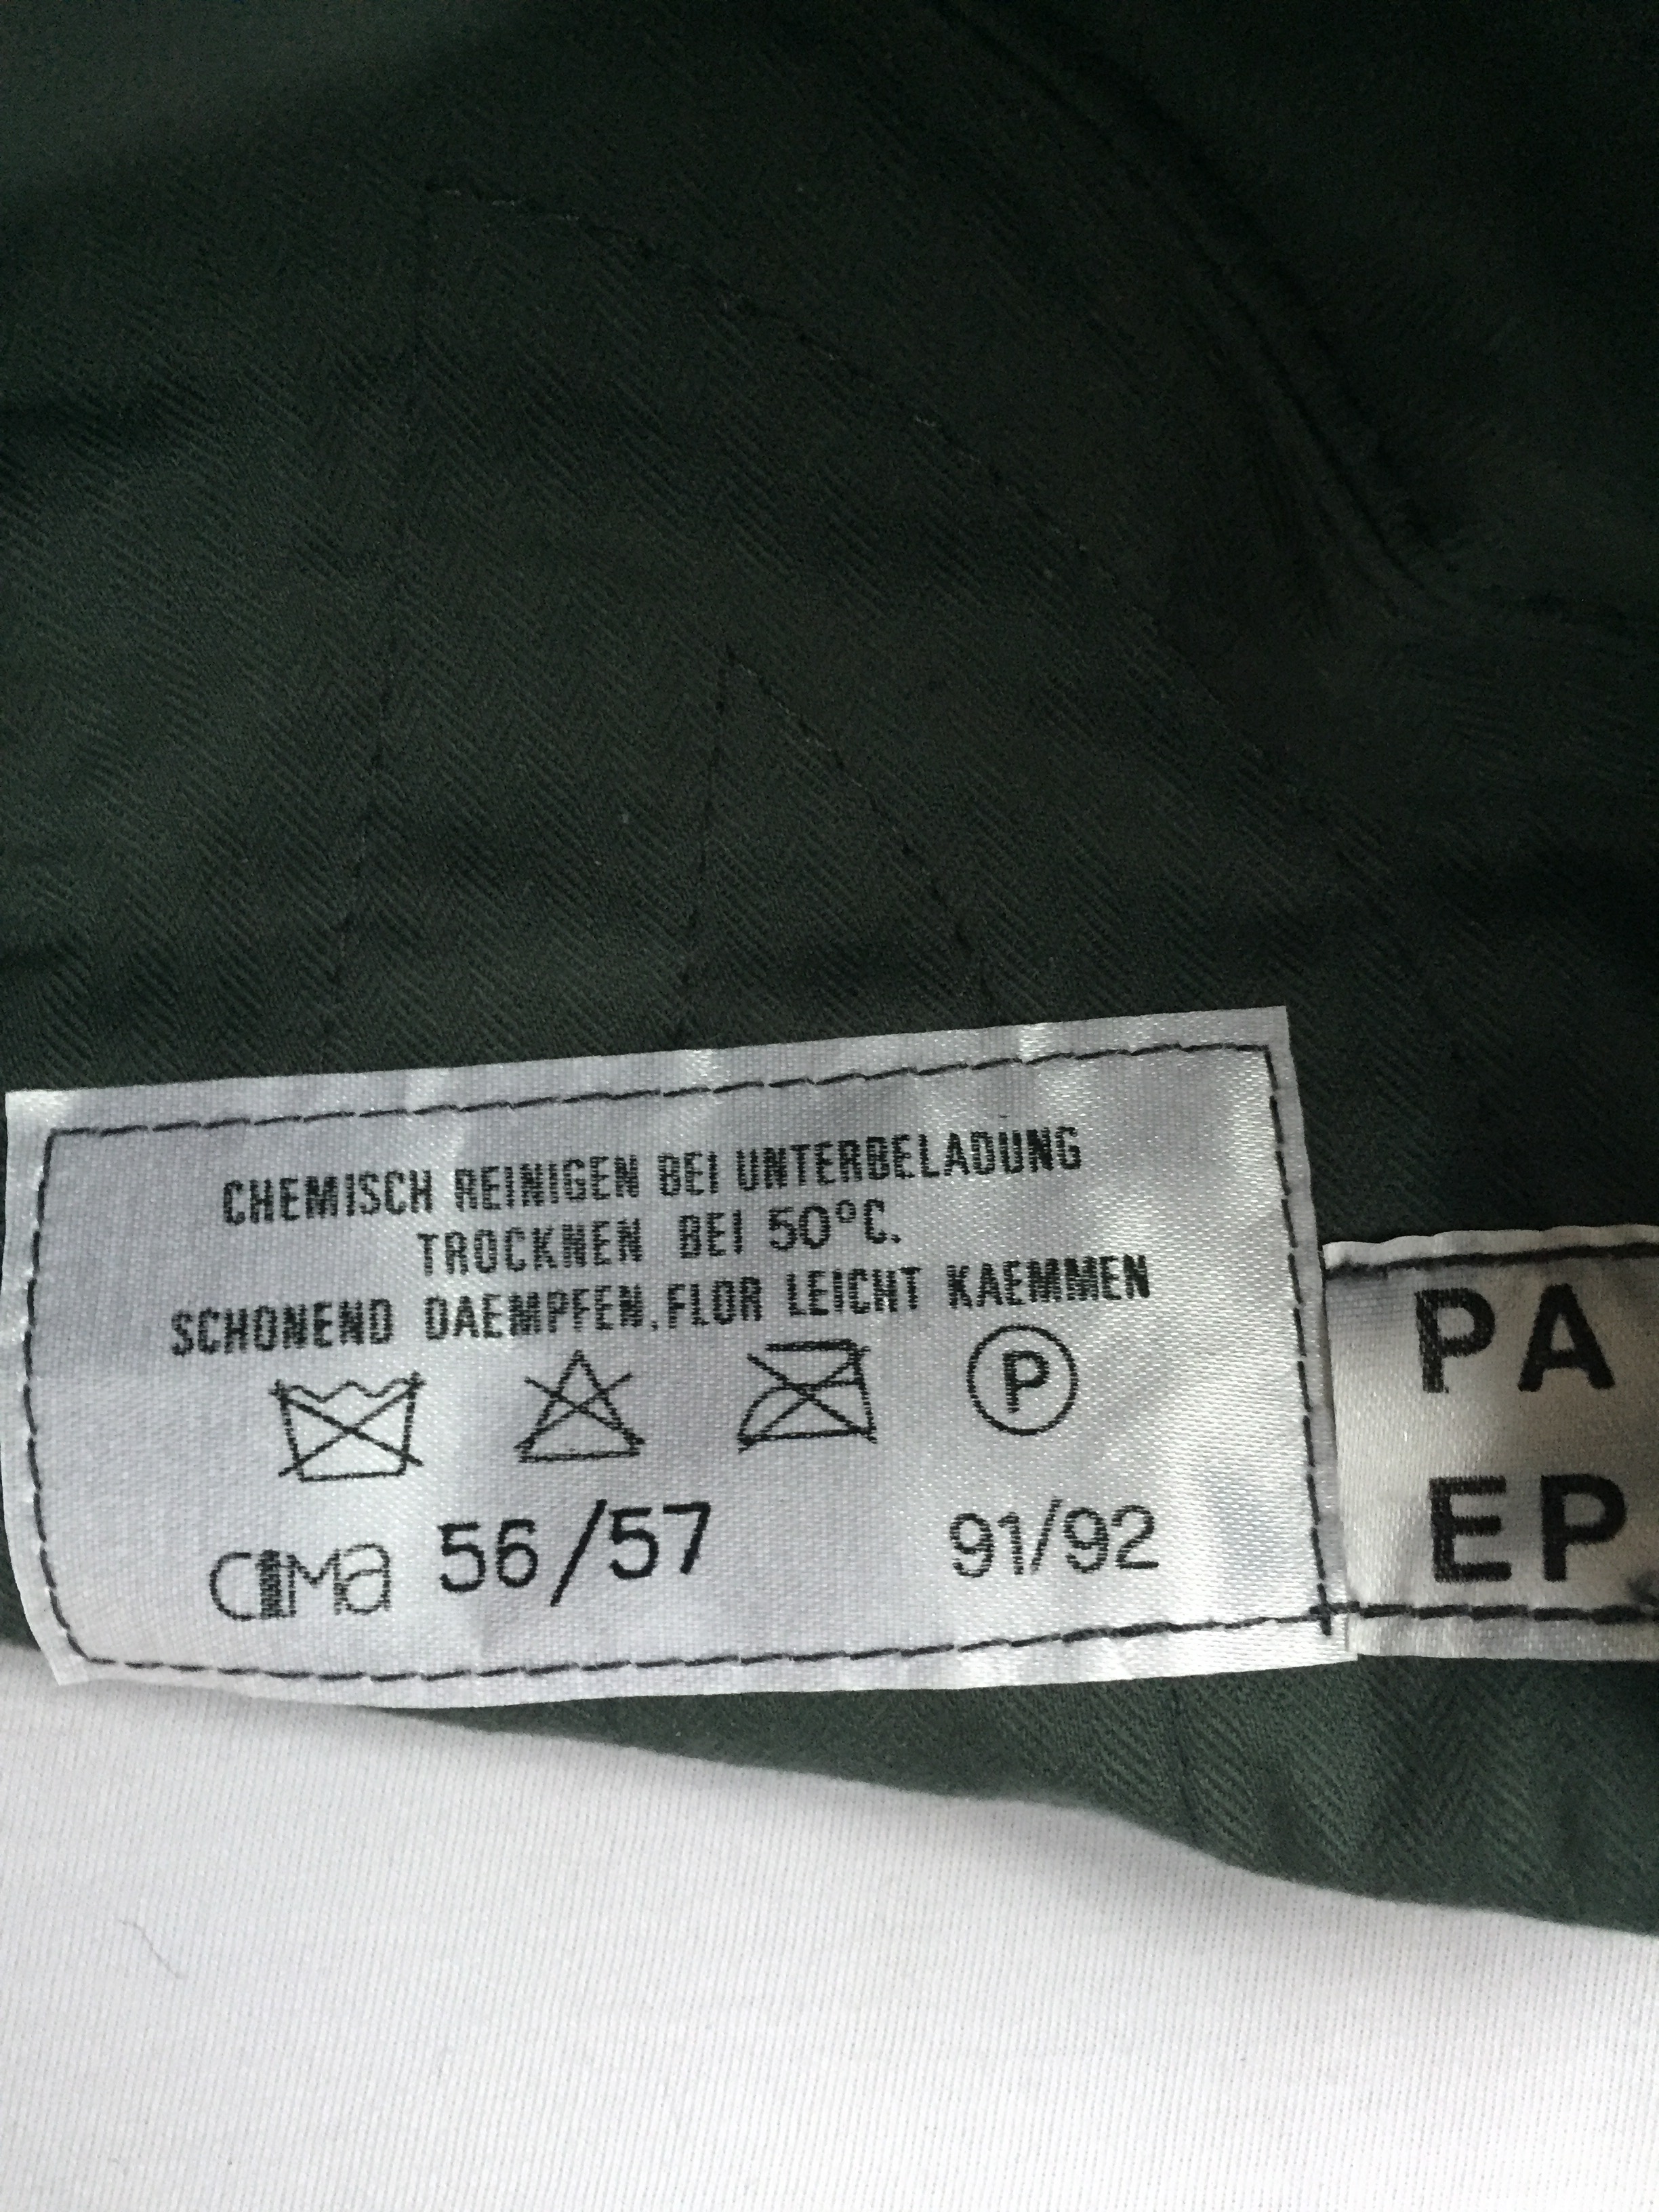 CHEMISCH REINIGEN BEI UNTERBELADUNG
TROCKNEN BEI 50°C.
SCHONEND DAEMPFEN. FLOR LEICHT KAEMMEN
P
CIMA 56/57 91/92
PA
EP